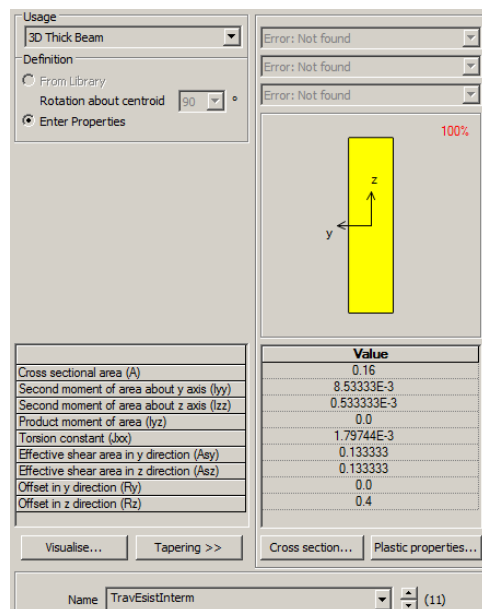 Usage
3D Thick Beam
Definition
From Library
Rotation about centroid 90 °
Enter Properties
Error: Not found
Error: Not found
Error: Not found
100%
z
y
Value
Cross sectional area (A) 0.16
Second moment of area about y axis (Iyy) 8.53333E-3
Second moment of area about z axis (Izz) 0.533333E-3
Product moment of area (Iyz) 0.0
Torsion constant (Jxx) 1.79744E-3
Effective shear area in y direction (Asy) 0.133333
Effective shear area in z direction (Asz) 0.133333
Offset in y direction (Ry) 0.0
Offset in z direction (Rz) 0.4
Visualise... Tapering >> Cross section... Plastic properties...
Name TravEsistInterm (11)